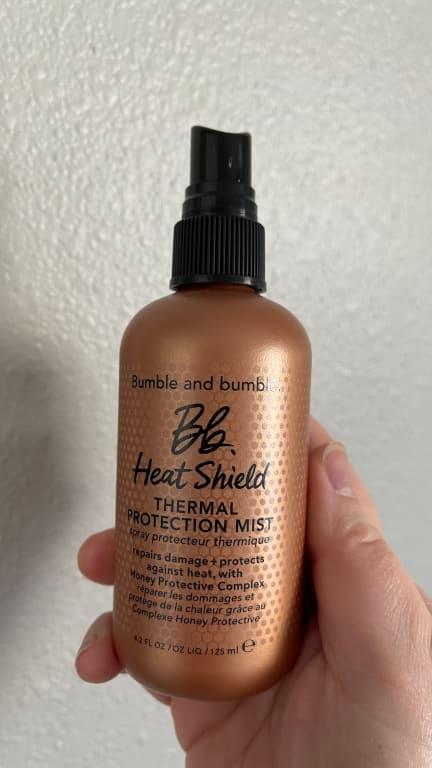 Bumble and bumble.
Bb.
Heat Shield
THERMAL
PROTECTION MIST
spray protecteur thermique
repairs damage + protects
against heat, with
Honey Protective Complex
réparer les dommages et
protège de la chaleur grâce au
Complexe Honey Protective
4.2 FL OZ/OZ LIQ / 125 ml ℮